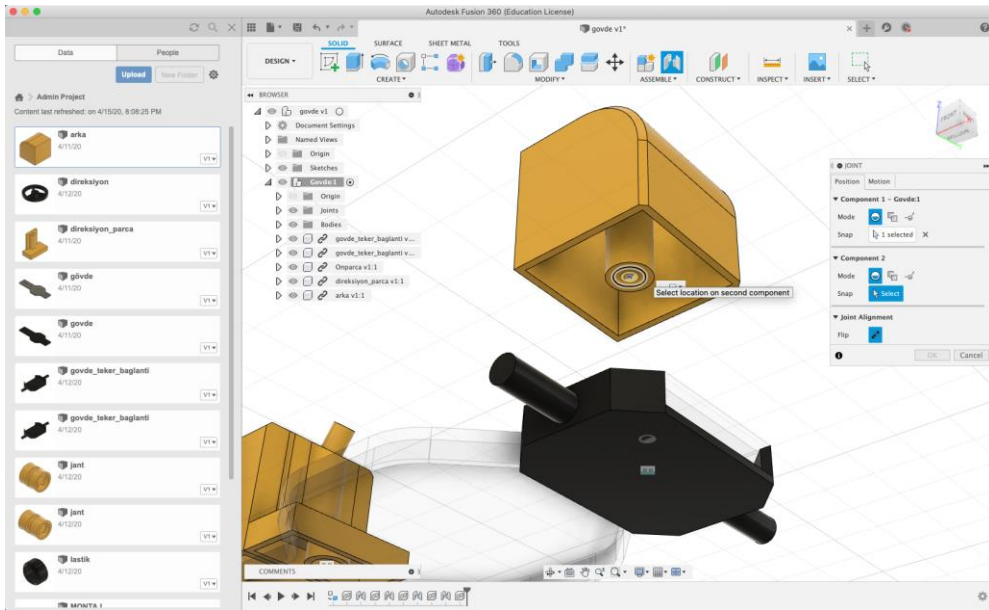 Autodesk Fusion 360 (Education License)
govde v1*
Data
People
Upload
New Folder
Admin Project
Content last refreshed: on 4/15/20, 8:08:25 PM
arka
4/11/20
V1
direksiyon
4/12/20
V1
direksiyon_parca
4/11/20
V1
gövde
4/11/20
V1
govde
4/11/20
V1
govde_teker_baglanti
4/12/20
V1
govde_teker_baglanti
4/12/20
V1
jant
4/12/20
V1
jant
4/12/20
V1
lastik
4/12/20
V1
MONTAJ
DESIGN
SOLID
SURFACE
SHEET METAL
TOOLS
CREATE
MODIFY
ASSEMBLE
CONSTRUCT
INSPECT
INSERT
SELECT
BROWSER
govde v1
Document Settings
Named Views
Origin
Sketches
Govde:1
Origin
Joints
Bodies
govde_teker_baglanti v...
govde_teker_baglanti v...
Onparca v1:1
direksiyon_parca v1:1
arka v1:1
Select location on second component
Z
FRONT
JOINT
Position
Motion
Component 1 - Govde:1
Mode
Snap
1 selected
Component 2
Mode
Snap
Select
Joint Alignment
Flip
OK
Cancel
COMMENTS